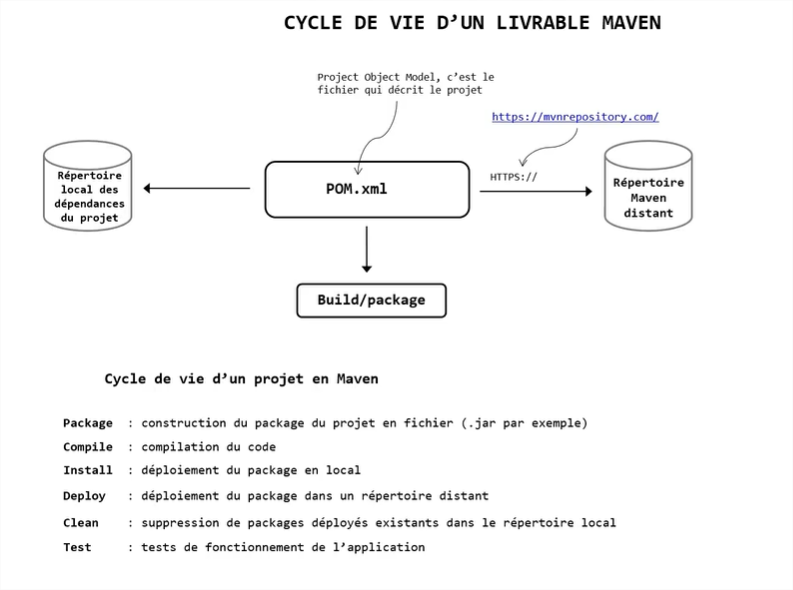 CYCLE DE VIE D’UN LIVRABLE MAVEN
Project Object Model, c’est le
fichier qui décrit le projet
https://mvnrepository.com/
Répertoire
local des
dépendances
du projet
POM.xml
HTTPS://
Répertoire
Maven
distant
Build/package
Cycle de vie d’un projet en Maven
Package : construction du package du projet en fichier (.jar par exemple)
Compile : compilation du code
Install : déploiement du package en local
Deploy : déploiement du package dans un répertoire distant
Clean : suppression de packages déployés existants dans le répertoire local
Test : tests de fonctionnement de l’application